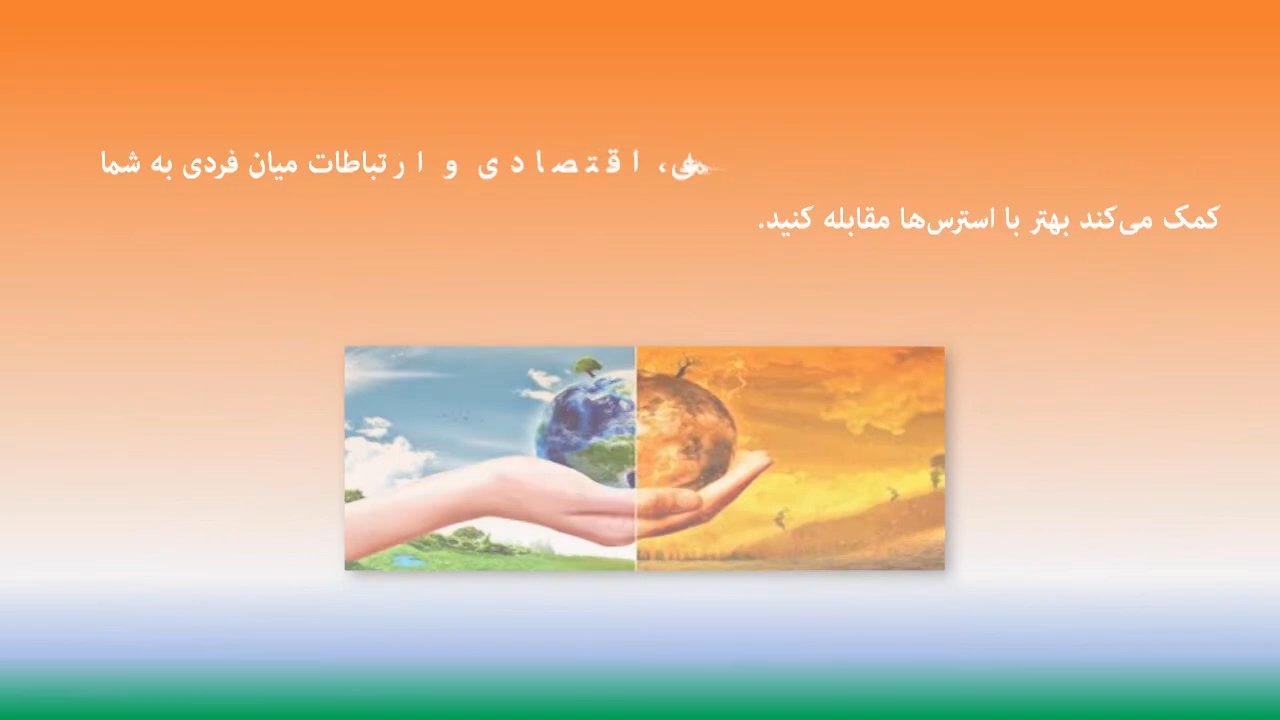 اقتصادی و ارتباطات میان فردی به شما
کمک می‌کند بهتر با استرس‌ها مقابله کنید.